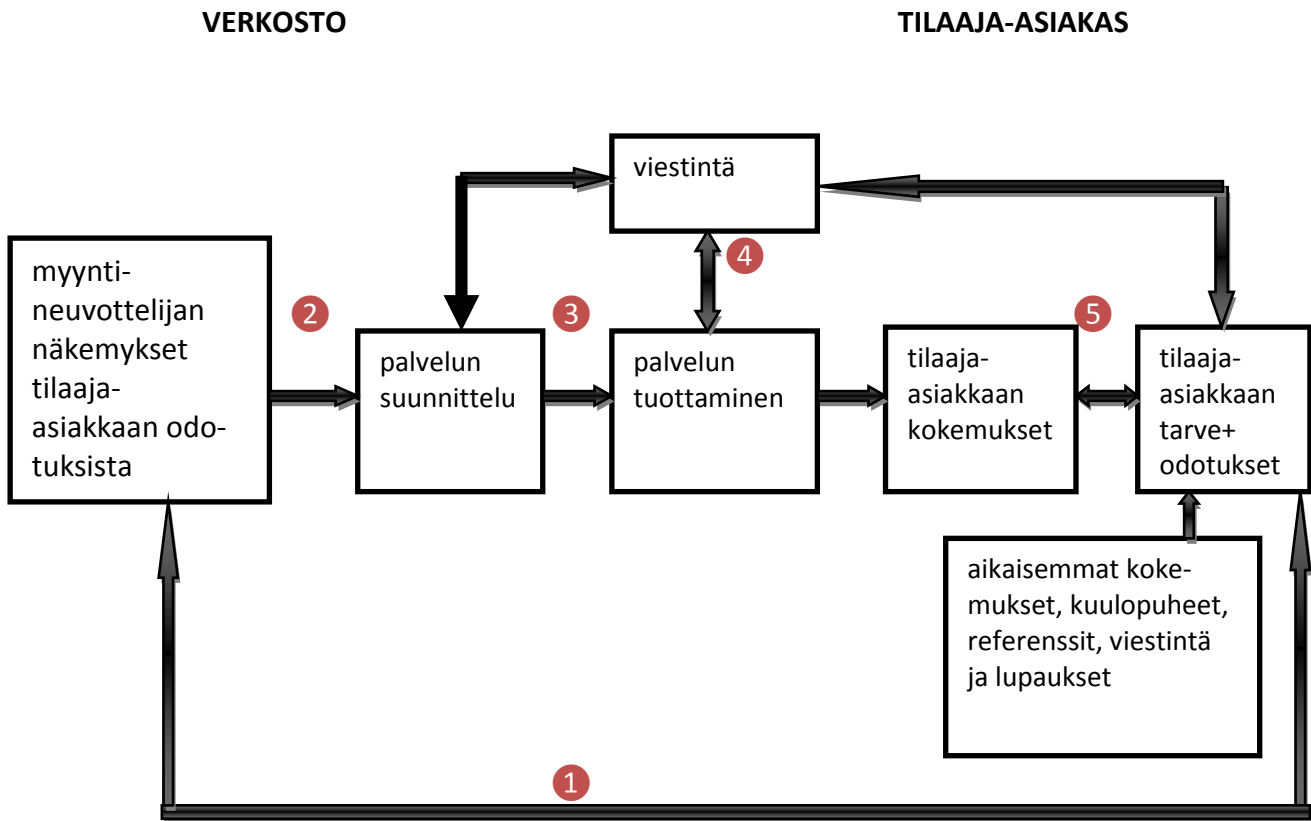 VERKOSTO
TILAAJA-ASIAKAS
viestintä
4
myynti-
neuvottelijan
näkemykset
tilaaja-
asiakkaan odo-
tuksista
2
palvelun
suunnittelu
3
palvelun
tuottaminen
tilaaja-
asiakkaan
kokemukset
5
tilaaja-
asiakkaan
tarve+
odotukset
aikaisemmat koke-
mukset, kuulopuheet,
referenssit, viestintä
ja lupaukset
1